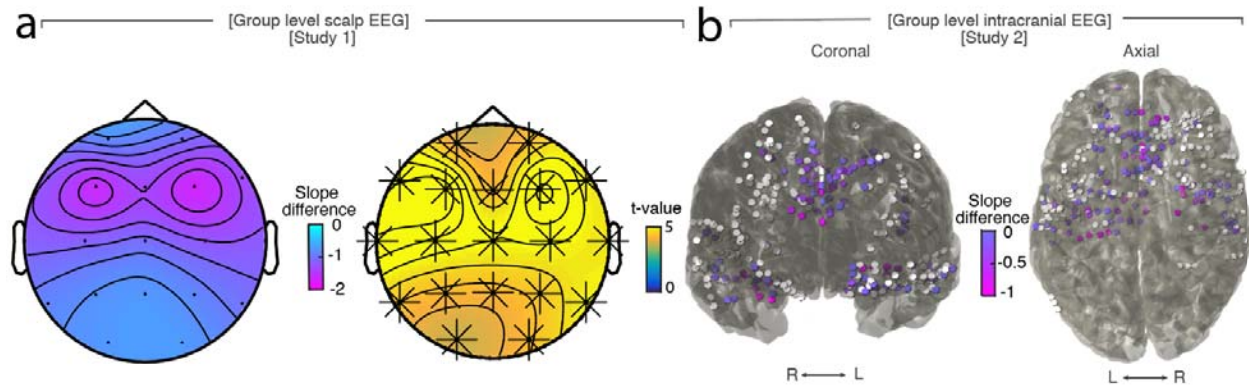 a
[Group level scalp EEG]
[Study 1]
Slope
difference
0
-1
-2
t-value
5
0
b
[Group level intracranial EEG]
[Study 2]
Coronal
Axial
Slope
difference
0
-0.5
-1
R L
L R